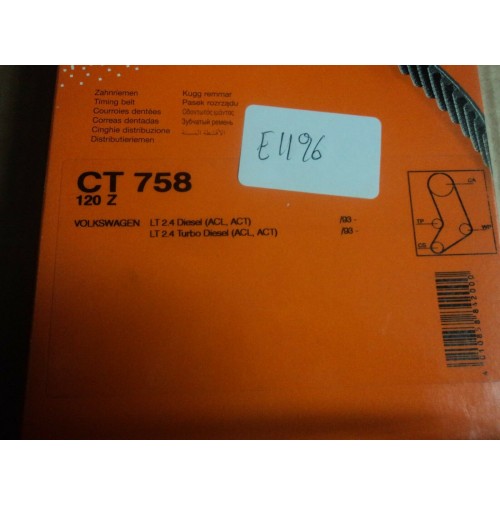 Zahnriemen
Timing belt
Courroies dentées
Correas dentadas
Cinghie distribuzione
Distributieriemen
Kugg remmar
Pasek rozrządu
Зубчатый ремень
E1196
CT 758
120 Z
VOLKSWAGEN LT 2.4 Diesel (ACL, ACT) /93 -
LT 2.4 Turbo Diesel (ACL, ACT) /93 -